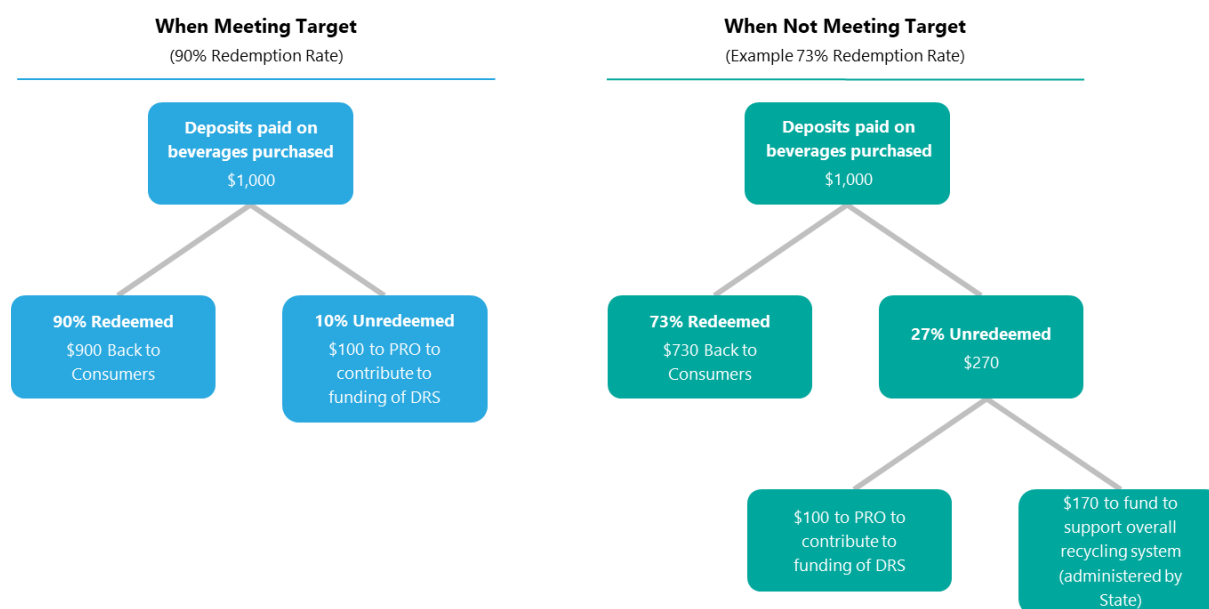 When Meeting Target
(90% Redemption Rate)
Deposits paid on
beverages purchased
$1,000
90% Redeemed
$900 Back to
Consumers
10% Unredeemed
$100 to PRO to
contribute to
funding of DRS
When Not Meeting Target
(Example 73% Redemption Rate)
Deposits paid on
beverages purchased
$1,000
73% Redeemed
$730 Back to
Consumers
27% Unredeemed
$270
$100 to PRO to
contribute to
funding of DRS
$170 to fund to
support overall
recycling system
(administered by
State)